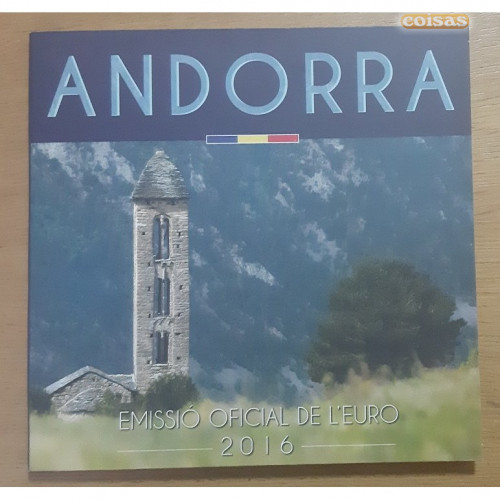 coisas
ANDORRA
EMISSIÓ OFICIAL DE L'EURO
2016